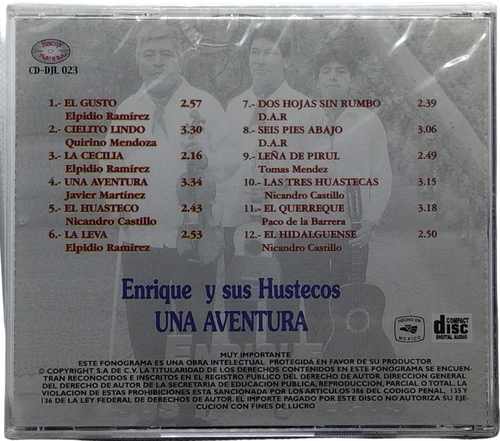 CD-DJL 023
1.- EL GUSTO 2.57
Elpidio Ramírez
2.- CIELITO LINDO 3.30
Quirino Mendoza
3.- LA CECILIA 2.16
Elpidio Ramírez
4.- UNA AVENTURA 3.34
Javier Martínez
5.- EL HUASTECO 2.43
Nicandro Castillo
6.- LA LEVA 2.53
Elpidio Ramírez
7.- DOS HOJAS SIN RUMBO 2.39
D.A.R
8.- SEIS PIES ABAJO 3.06
D.A.R
9.- LEÑA DE PIRUL 2.49
Tomas Mendez
10.- LAS TRES HUASTECAS 3.15
Nicandro Castillo
11.- EL QUERREQUE 3.18
Paco de la Barrera
12.- EL HIDALGUENSE 2.50
Nicandro Castillo
Enrique y sus Hustecos
UNA AVENTURA
HECHO EN
MEXICO
COMPACT
disc
DIGITAL AUDIO
MUY IMPORTANTE
ESTE FONOGRAMA ES UNA OBRA INTELECTUAL PROTEGIDA EN FAVOR DE SU PRODUCTOR
© COPYRIGHT S.A DE C.V. LA TITULARIDAD DE LOS DERECHOS CONTENIDOS EN ESTE FONOGRAMA SE ENCUEN-
TRAN RECONOCIDOS E INSCRITOS EN EL REGISTRO PUBLICO DEL DERECHO DE AUTOR. DIRECCION GENERAL
DEL DERECHO DE AUTOR DE LA SECRETARIA DE EDUCACION PUBLICA, REPRODUCCION, PARCIAL O TOTAL. LA
VIOLACION DE ESTAS PROHIBICIONES ESTA SANCIONADA POR LOS ARTICULOS 386 DEL CODIGO PENAL, 135 Y
136 DE LA LEY FEDERAL DE DERECHOS DE AUTOR. EL IMPORTE PAGADO POR ESTE DISCO NO AUTORIZA SU EJE-
CUCION CON FINES DE LUCRO